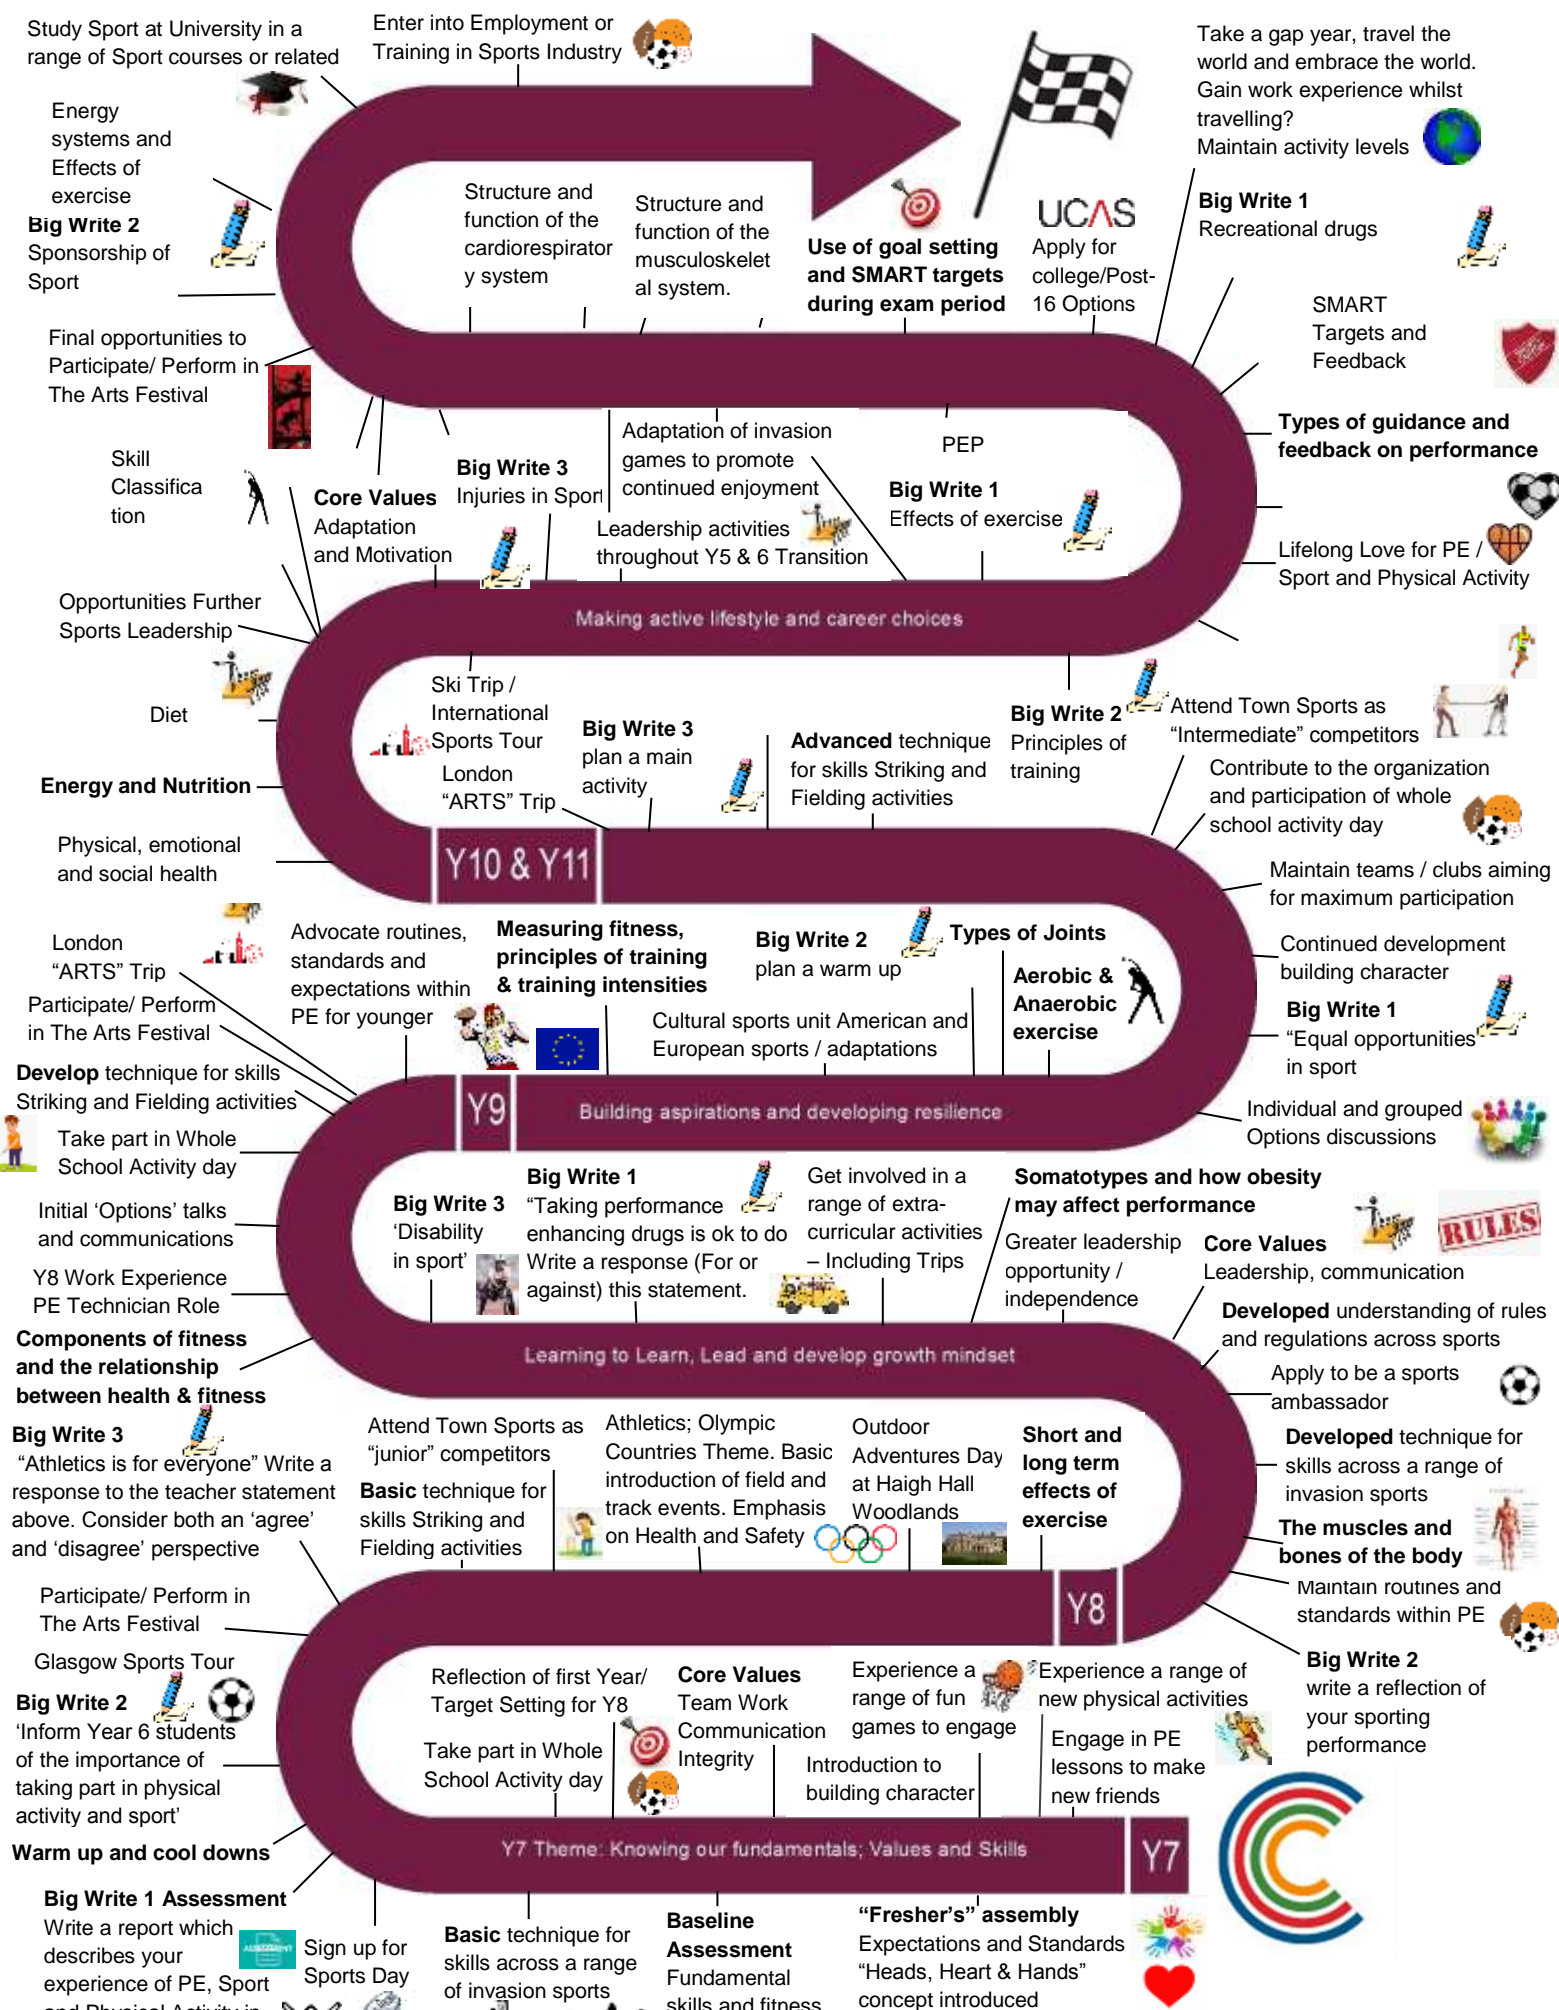 Study Sport at University in a
range of Sport courses or related
Enter into Employment or
Training in Sports Industry
Take a gap year, travel the
world and embrace the world.
Gain work experience whilst
travelling?
Maintain activity levels
Energy
systems and
Effects of
exercise
Big Write 2
Sponsorship of
Sport
Structure and
function of the
cardiorespirator
y system
Structure and
function of the
musculoskelet
al system.
Use of goal setting
and SMART targets
during exam period
UCAS
Apply for
college/Post-
16 Options
Big Write 1
Recreational drugs
SMART
Targets and
Feedback
Final opportunities to
Participate/ Perform in
The Arts Festival
Types of guidance and
feedback on performance
Skill
Classifica
tion
Core Values
Adaptation
and Motivation
Big Write 3
Injuries in Sport
Adaptation of invasion
games to promote
continued enjoyment
Leadership activities
throughout Y5 & 6 Transition
PEP
Big Write 1
Effects of exercise
Lifelong Love for PE /
Sport and Physical Activity
Opportunities Further
Sports Leadership
Making active lifestyle and career choices
Diet
Ski Trip /
International
Sports Tour
London
"ARTS" Trip
Big Write 3
plan a main
activity
Advanced technique
for skills Striking and
Fielding activities
Big Write 2
Principles of
training
Attend Town Sports as
“Intermediate” competitors
Contribute to the organization
and participation of whole
school activity day
Energy and Nutrition
Physical, emotional
and social health
Y10 & Y11
Maintain teams / clubs aiming
for maximum participation
London
“ARTS” Trip
Advocate routines,
standards and
expectations within
PE for younger
Measuring fitness,
principles of training
& training intensities
Big Write 2
plan a warm up
Types of Joints
Aerobic &
Anaerobic
exercise
Continued development
building character
Participate/ Perform
in The Arts Festival
Cultural sports unit American and
European sports / adaptations
Big Write 1
“Equal opportunities
in sport
Develop technique for skills
Striking and Fielding activities
Y9
Building aspirations and developing resilience
Individual and grouped
Options discussions
Take part in Whole
School Activity day
Initial ‘Options’ talks
and communications
Y8 Work Experience
PE Technician Role
Components of fitness
and the relationship
between health & fitness
Big Write 3
‘Disability
in sport’
Big Write 1
“Taking performance
enhancing drugs is ok to do
Write a response (For or
against) this statement.
Get involved in a
range of extra-
curricular activities
– Including Trips
Somatotypes and how obesity
may affect performance
Greater leadership
opportunity /
independence
Core Values
Leadership, communication
RULES
Developed understanding of rules
and regulations across sports
Learning to Learn, Lead and develop growth mindset
Apply to be a sports
ambassador
Big Write 3
“Athletics is for everyone” Write a
response to the teacher statement
above. Consider both an ‘agree’
and ‘disagree’ perspective
Attend Town Sports as
“junior” competitors
Basic technique for
skills Striking and
Fielding activities
Athletics; Olympic
Countries Theme. Basic
introduction of field and
track events. Emphasis
on Health and Safety
Outdoor
Adventures Day
at Haigh Hall
Woodlands
Short and
long term
effects of
exercise
Developed technique for
skills across a range of
invasion sports
The muscles and
bones of the body
Maintain routines and
standards within PE
Y8
Participate/ Perform in
The Arts Festival
Glasgow Sports Tour
Big Write 2
‘Inform Year 6 students
of the importance of
taking part in physical
activity and sport’
Reflection of first Year/
Target Setting for Y8
Take part in Whole
School Activity day
Core Values
Team Work
Communication
Integrity
Experience a
range of fun
games to engage
Introduction to
building character
Experience a range of
new physical activities
Engage in PE
lessons to make
new friends
Big Write 2
write a reflection of
your sporting
performance
Warm up and cool downs
Y7 Theme: Knowing our fundamentals; Values and Skills
Y7
Big Write 1 Assessment
Write a report which
describes your
experience of PE, Sport
and Physical Activity in
ASSESSMENT
Sign up for
Sports Day
Basic technique for
skills across a range
of invasion sports
Baseline
Assessment
Fundamental
skills and fitness
“Fresher’s” assembly
Expectations and Standards
“Heads, Heart & Hands”
concept introduced